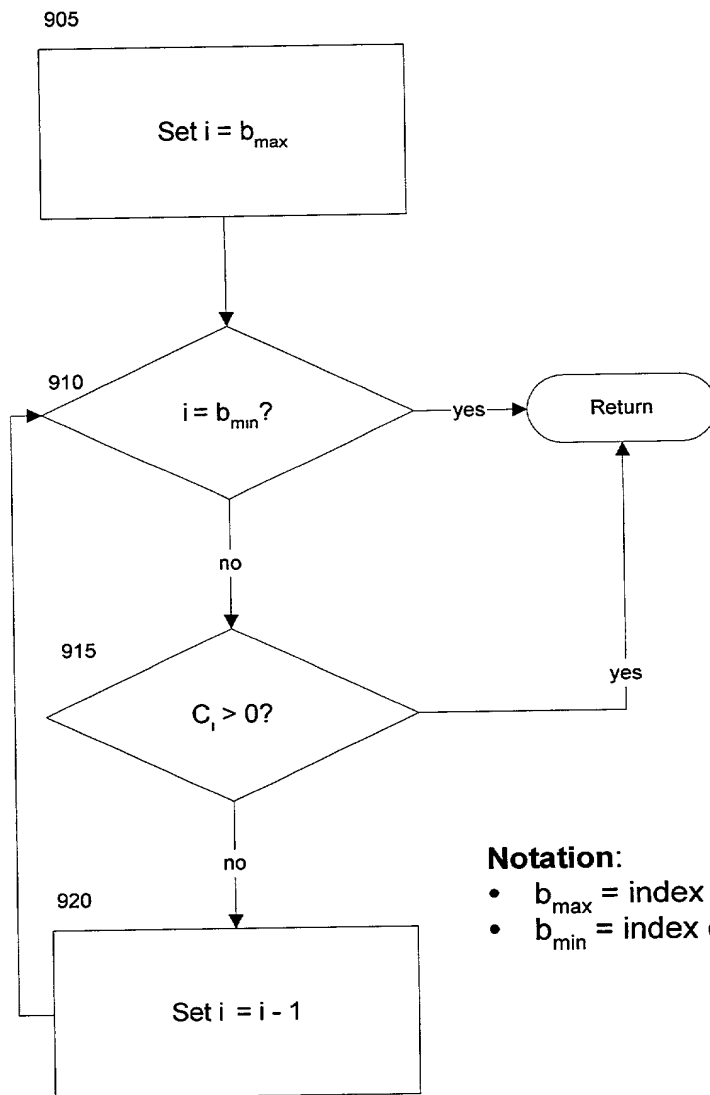 905
Set i = b_max
910
i = b_min?
yes
Return
no
915
C_i > 0?
yes
no
Notation:
• b_max = index
920
• b_min = index
Set i = i - 1